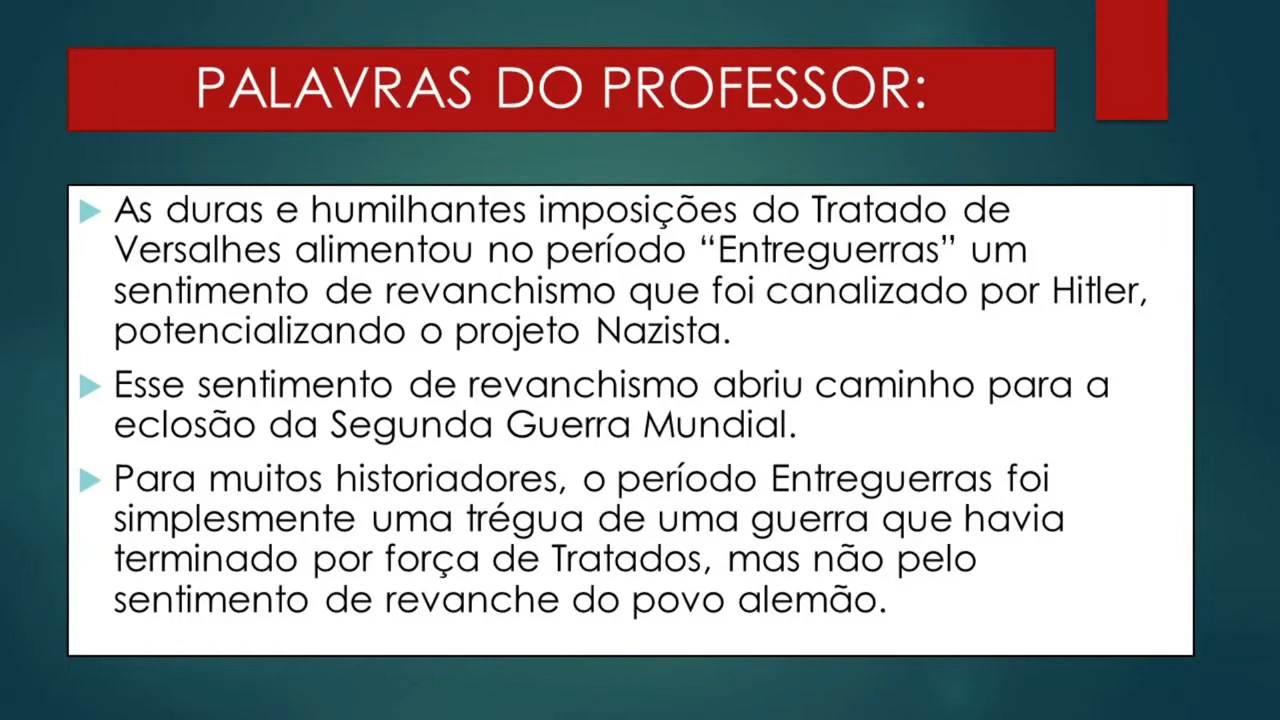 PALAVRAS DO PROFESSOR:
As duras e humilhantes imposições do Tratado de
Versalhes alimentou no período “Entreguerras” um
sentimento de revanchismo que foi canalizado por Hitler,
potencializando o projeto Nazista.
Esse sentimento de revanchismo abriu caminho para a
eclosão da Segunda Guerra Mundial.
Para muitos historiadores, o período Entreguerras foi
simplesmente uma trégua de uma guerra que havia
terminado por força de Tratados, mas não pelo
sentimento de revanche do povo alemão.